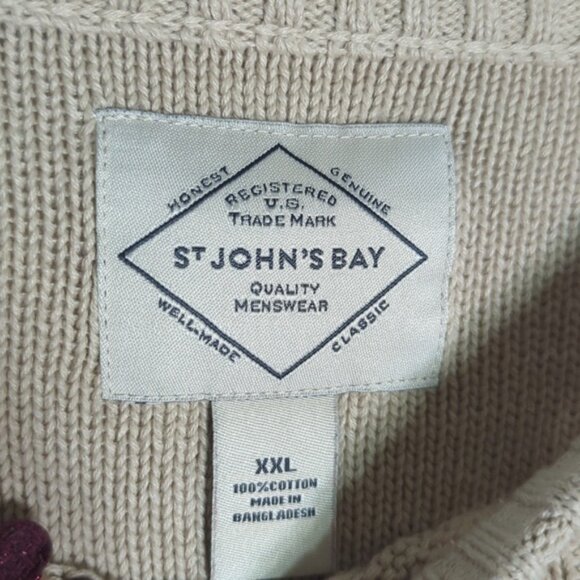 HONEST
GENUINE
REGISTERED
U.S.
TRADE MARK
ST JOHN'S BAY
QUALITY
MENSWEAR
WELL-MADE
CLASSIC
XXL
100% COTTON
MADE IN
BANGLADESH